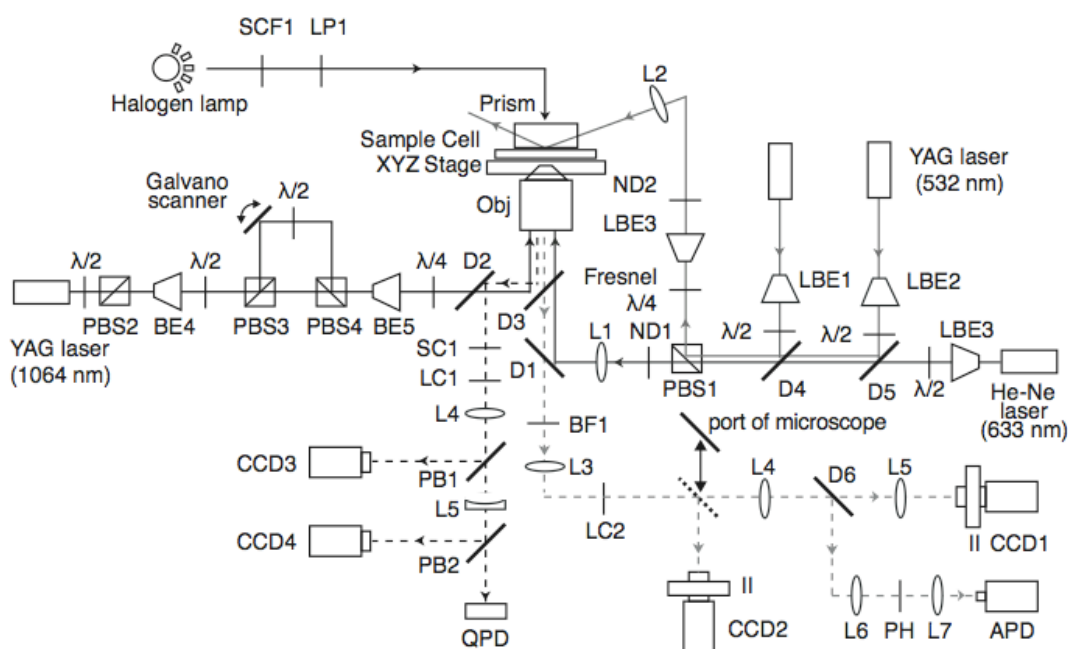 SCF1 LP1
Halogen lamp
Prism
L2
Sample Cell
XYZ Stage
Galvano
scanner
λ/2
Obj
ND2
LBE3
YAG laser
(532 nm)
λ/2
λ/2
λ/4
D2
D3
Fresnel
λ/4
LBE1
LBE2
PBS2
BE4
PBS3
PBS4
BE5
YAG laser
(1064 nm)
SC1
LC1
D1
L1
ND1
λ/2
λ/2
LBE3
PBS1
D4
D5
λ/2
He-Ne
laser
(633 nm)
L4
BF1
port of microscope
CCD3
PB1
L3
L4
D6
L5
L5
LC2
CCD4
PB2
II CCD1
II
QPD
CCD2
L6
PH
L7
APD